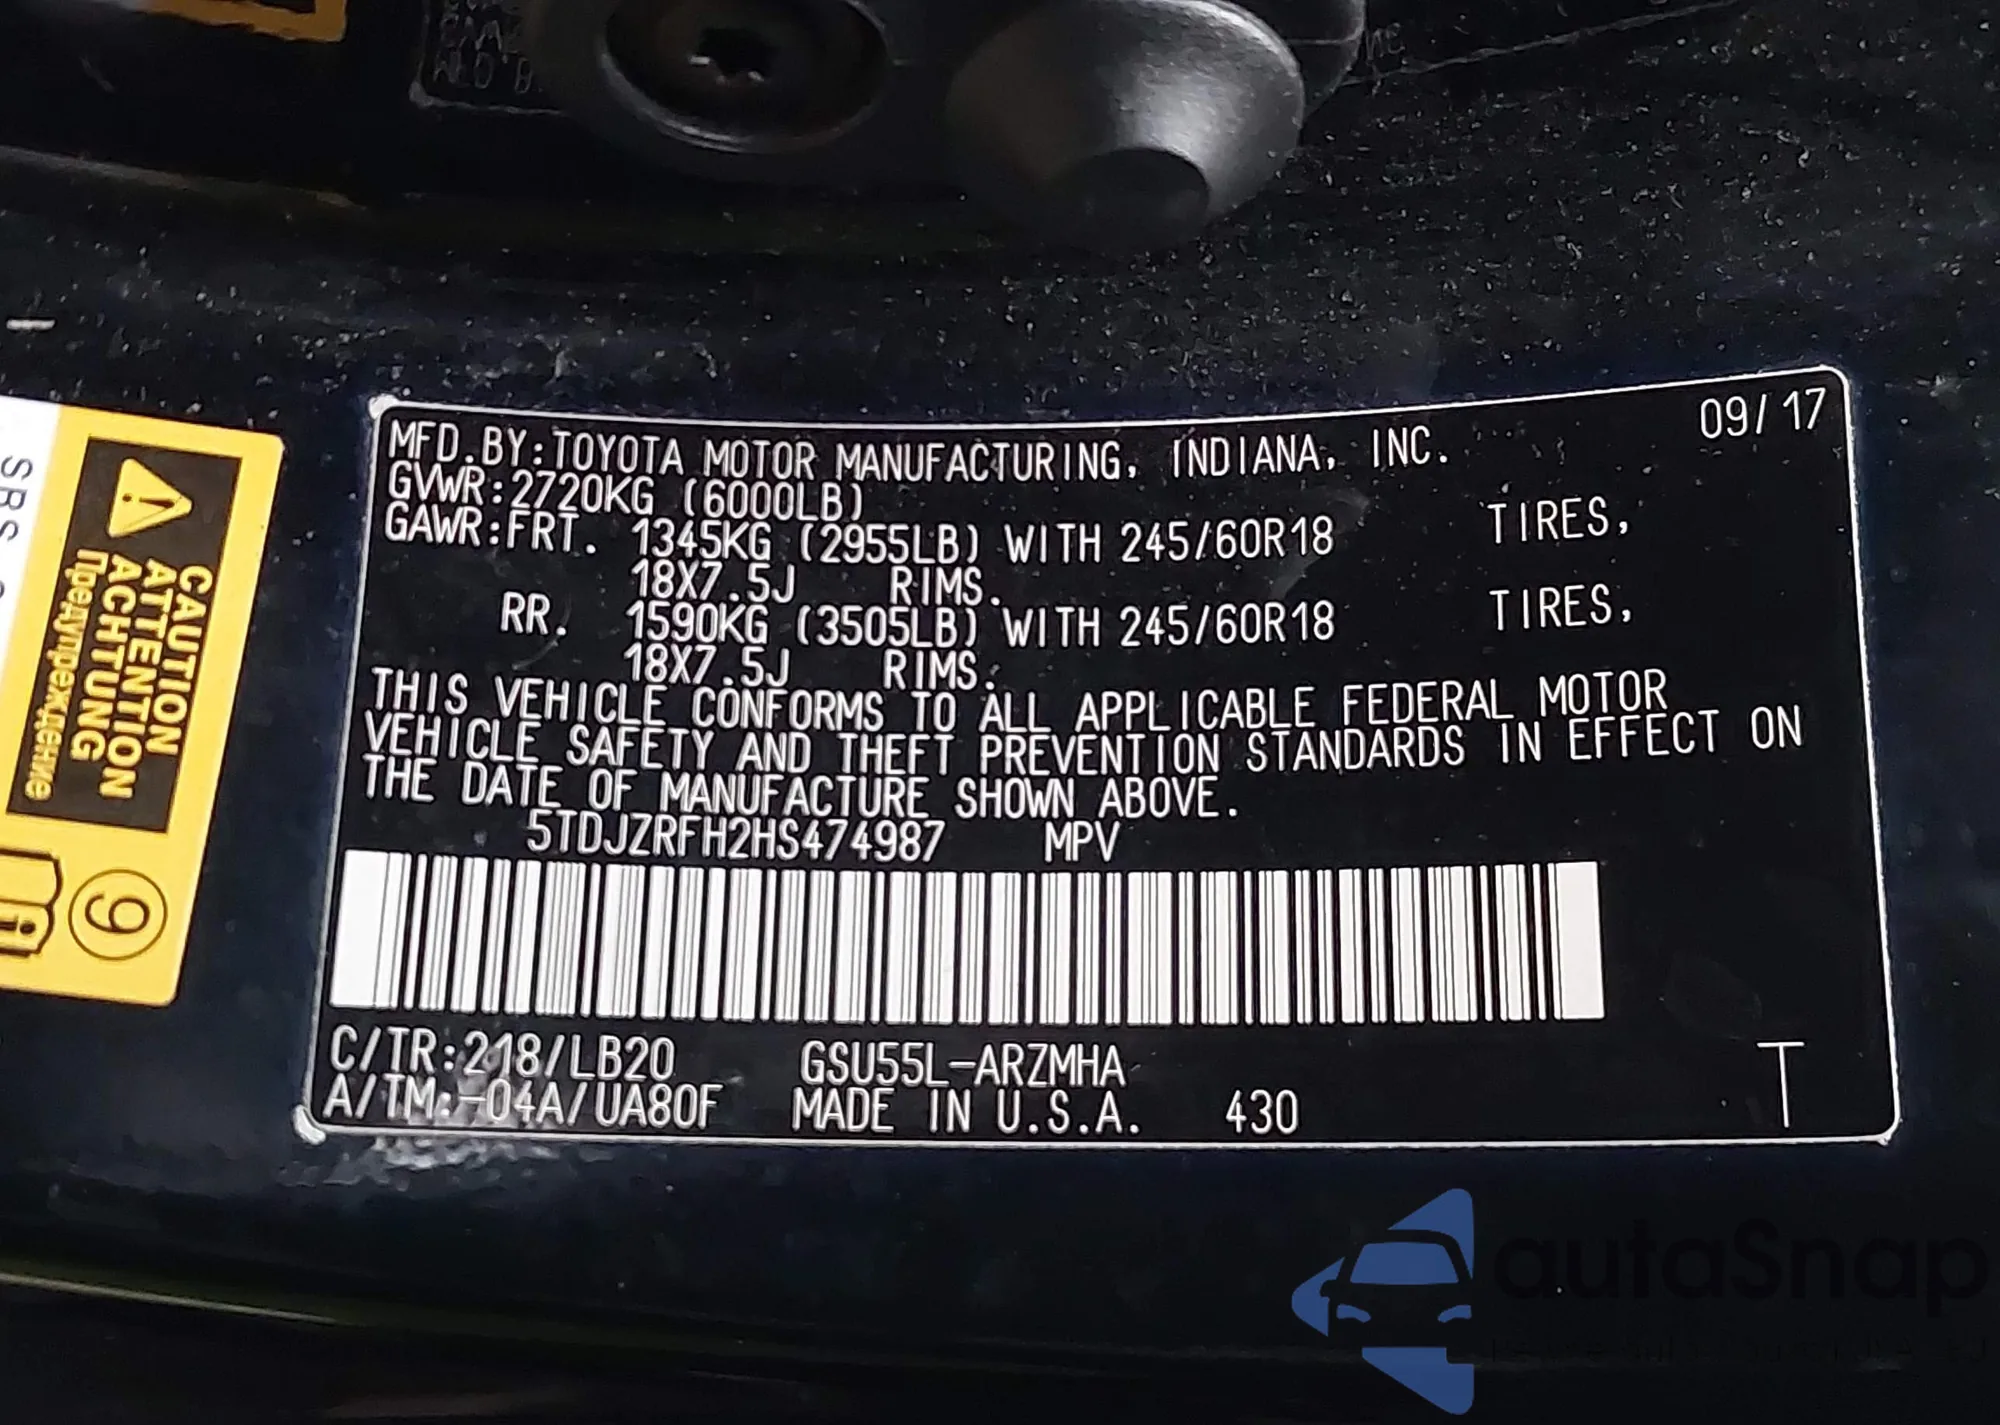 MFD.BY:TOYOTA MOTOR MANUFACTURING, INDIANA, INC. 09/17
GVWR:2720KG (6000LB)
GAWR:FRT. 1345KG (2955LB) WITH 245/60R18 TIRES,
18X7.5J RIMS.
RR. 1590KG (3505LB) WITH 245/60R18 TIRES,
18X7.5J RIMS.
THIS VEHICLE CONFORMS TO ALL APPLICABLE FEDERAL MOTOR
VEHICLE SAFETY AND THEFT PREVENTION STANDARDS IN EFFECT ON
THE DATE OF MANUFACTURE SHOWN ABOVE.
5TDJZRFH2HS474987 MPV
C/TR:218/LB20 GSU55L-ARZMHA
A/TM:-04A/UA80F MADE IN U.S.A. 430 T
CAUTION
ATTENTION
ACHTUNG
Предупреждение
9
SRS
autoSnap